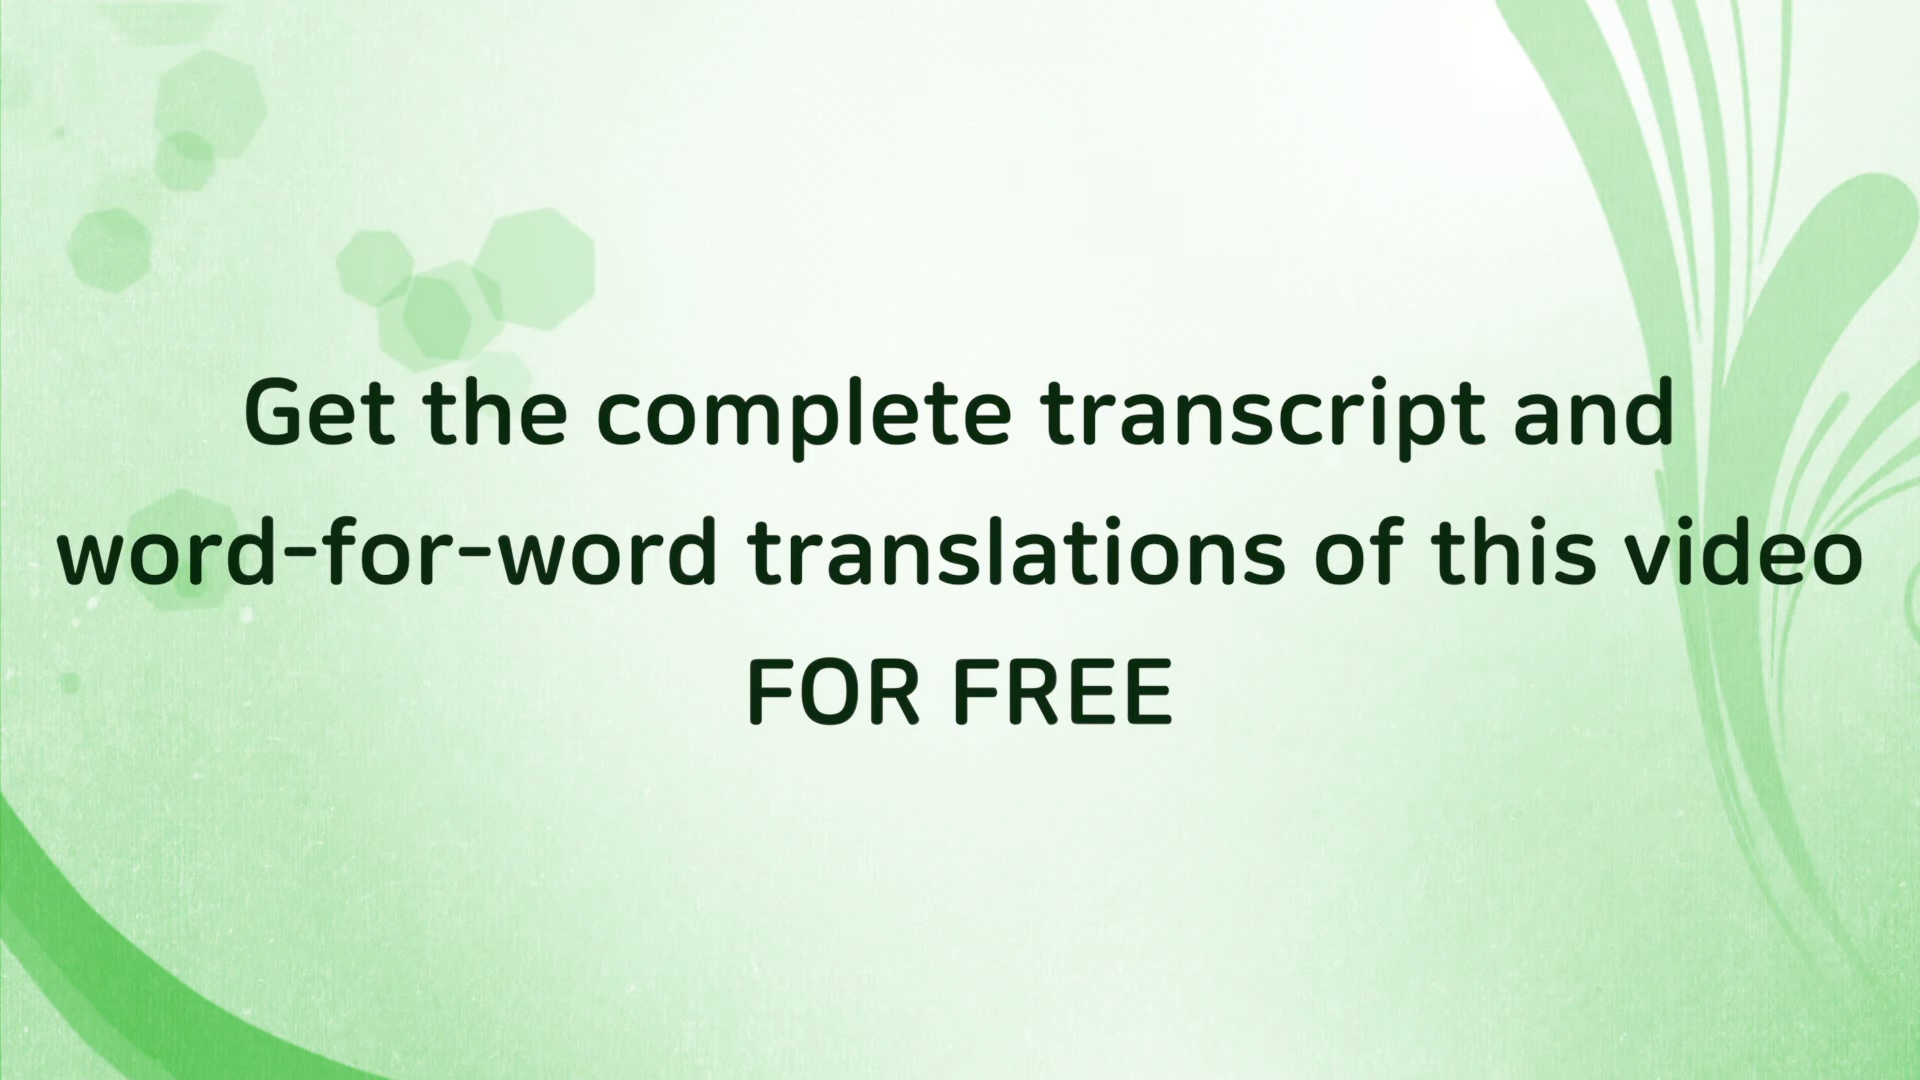 Get the complete transcript and
word-for-word translations of this video
FOR FREE